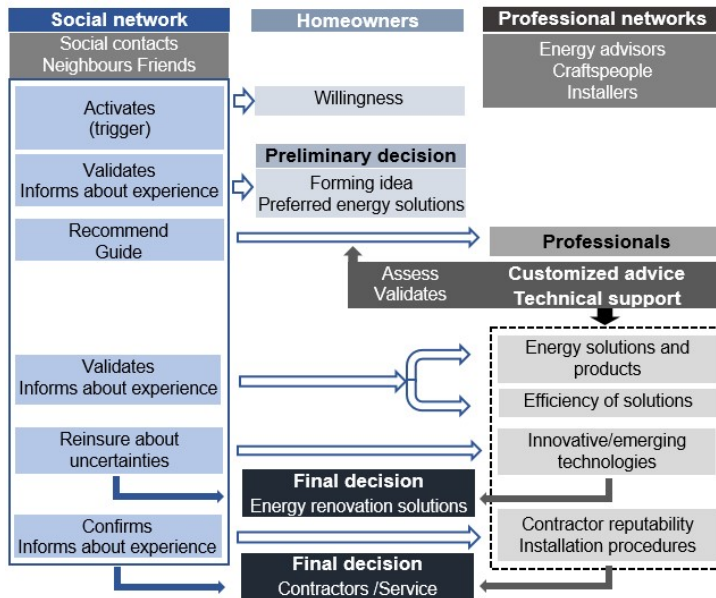 Social network
Homeowners
Professional networks
Social contacts
Neighbours Friends
Energy advisors
Craftspeople
Installers
Activates
(trigger)
Willingness
Validates
Informs about experience
Preliminary decision
Forming idea
Preferred energy solutions
Recommend
Guide
Professionals
Assess
Validates
Customized advice
Technical support
Validates
Informs about experience
Energy solutions and
products
Efficiency of solutions
Reinsure about
uncertainties
Innovative/emerging
technologies
Final decision
Energy renovation solutions
Confirms
Informs about experience
Contractor reputability
Installation procedures
Final decision
Contractors /Service